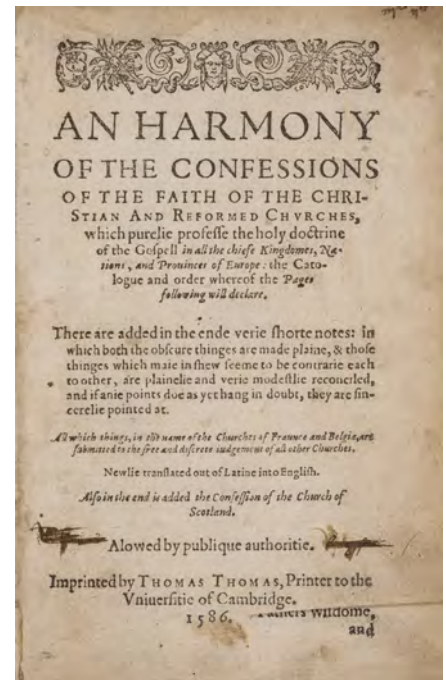 AN HARMONY
OF THE CONFESSIONS
OF THE FAITH OF THE CHRI-
STIAN AND REFORMED CHVRCHES,
which purelie professe the holy doctrine
of the Gospell in all the chiefe Kingdomes, Na-
tions, and Prouinces of Europe: the Cata-
logue and order whereof the Pages
following will declare.
There are added in the ende verie shorte notes: in
which both the obscure thinges are made plaine, & those
thinges which maie in shew seeme to be contrarie each
to other, are plainelie and verie modestlie reconciled,
and if anie points doe as yet hang in doubt, they are sin-
cerelie pointed at.
All which things, in the name of the Churches of Fraunce and Belgia, are
submitted to the free and discrete iudgement of all other Churches.
Newlie translated out of Latine into English.
Also in the end is added the Confession of the Church of
Scotland.
Alowed by publique authoritie.
Imprinted by THOMAS THOMAS, Printer to the
Vniuersitie of Cambridge.
1586.
wisdome,
and